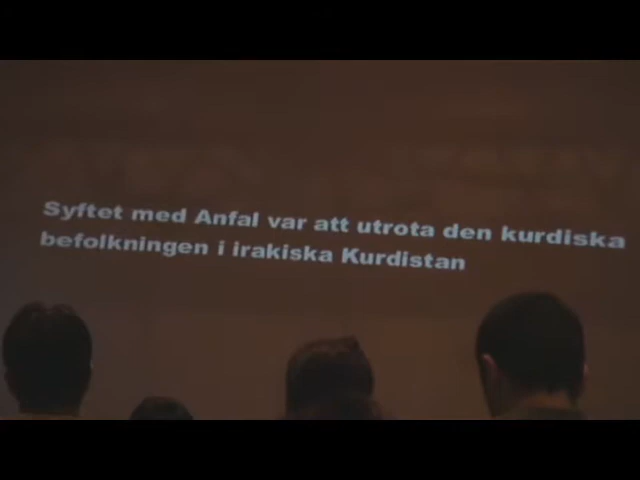 Syftet med Anfal var att utrota den kurdiska
befolkningen i irakiska Kurdistan